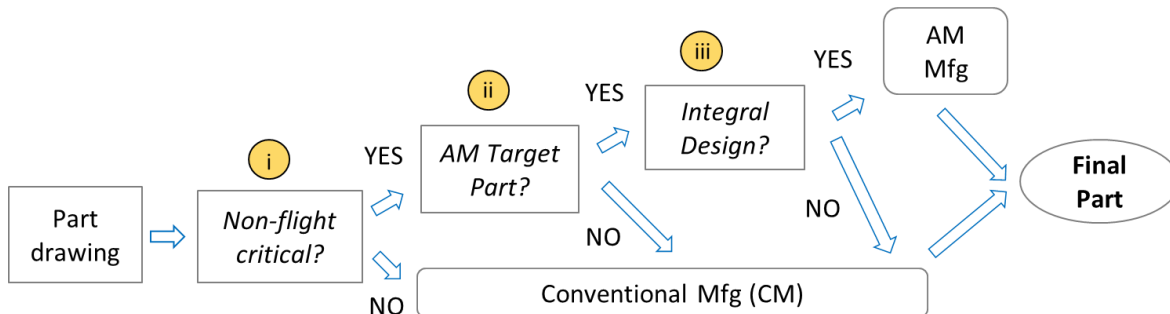 Part
drawing
i
Non-flight
critical?
YES
NO
ii
AM Target
Part?
YES
NO
iii
Integral
Design?
YES
NO
AM
Mfg
Conventional Mfg (CM)
Final
Part